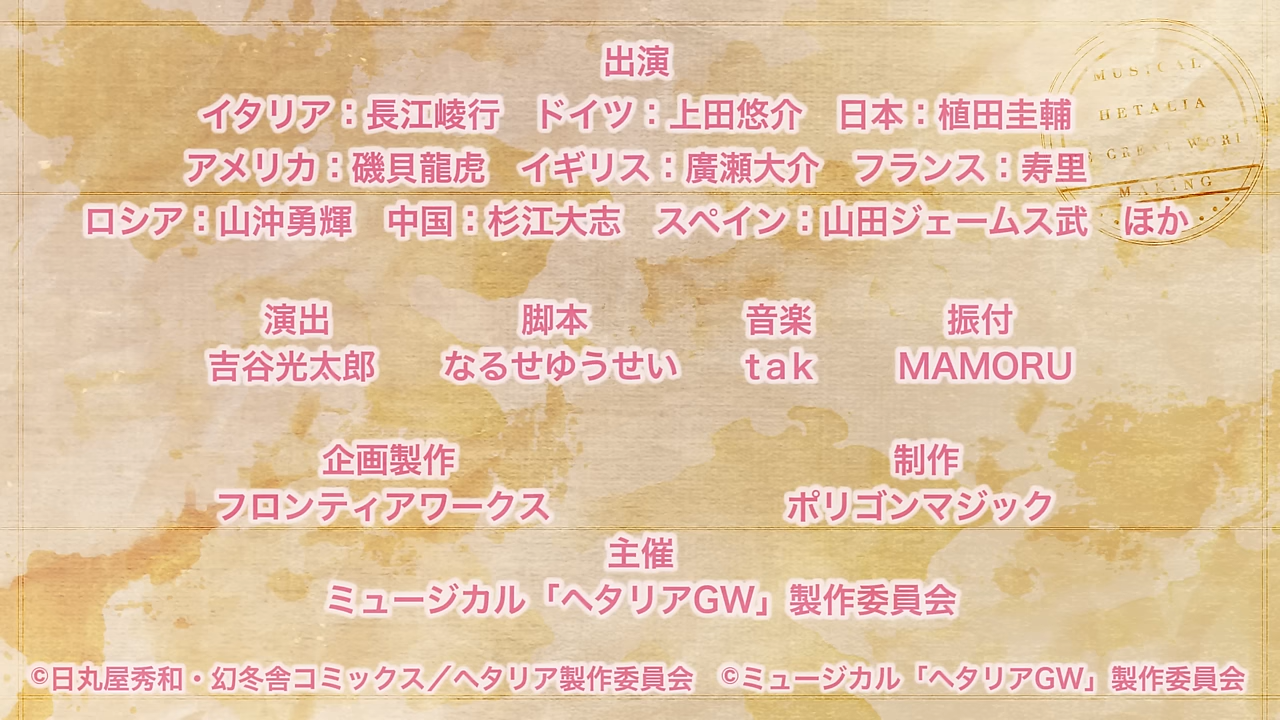 出演
イタリア：長江崚行　ドイツ：上田悠介　日本：植田圭輔
アメリカ：磯貝龍虎　イギリス：廣瀬大介　フランス：寿里
ロシア：山沖勇輝　中国：杉江大志　スペイン：山田ジェームス武　ほか
MUSICAL
HETALIA
GREAT WORL
MAKING
演出　脚本　音楽　振付
吉谷光太郎　なるせゆうせい　tak　MAMORU
企画製作　制作
フロンティアワークス　ポリゴンマジック
主催
ミュージカル「ヘタリアGW」製作委員会
©日丸屋秀和・幻冬舎コミックス／ヘタリア製作委員会　©ミュージカル「ヘタリアGW」製作委員会